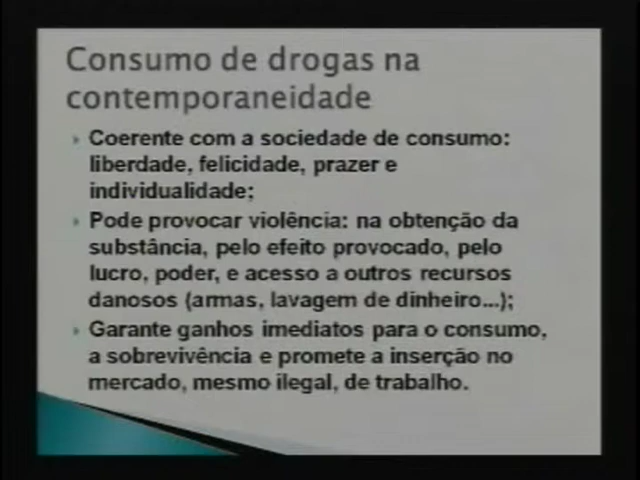 Consumo de drogas na
contemporaneidade
Coerente com a sociedade de consumo:
liberdade, felicidade, prazer e
individualidade;
Pode provocar violência: na obtenção da
substância, pelo efeito provocado, pelo
lucro, poder, e acesso a outros recursos
danosos (armas, lavagem de dinheiro...);
Garante ganhos imediatos para o consumo,
a sobrevivência e promete a inserção no
mercado, mesmo ilegal, de trabalho.